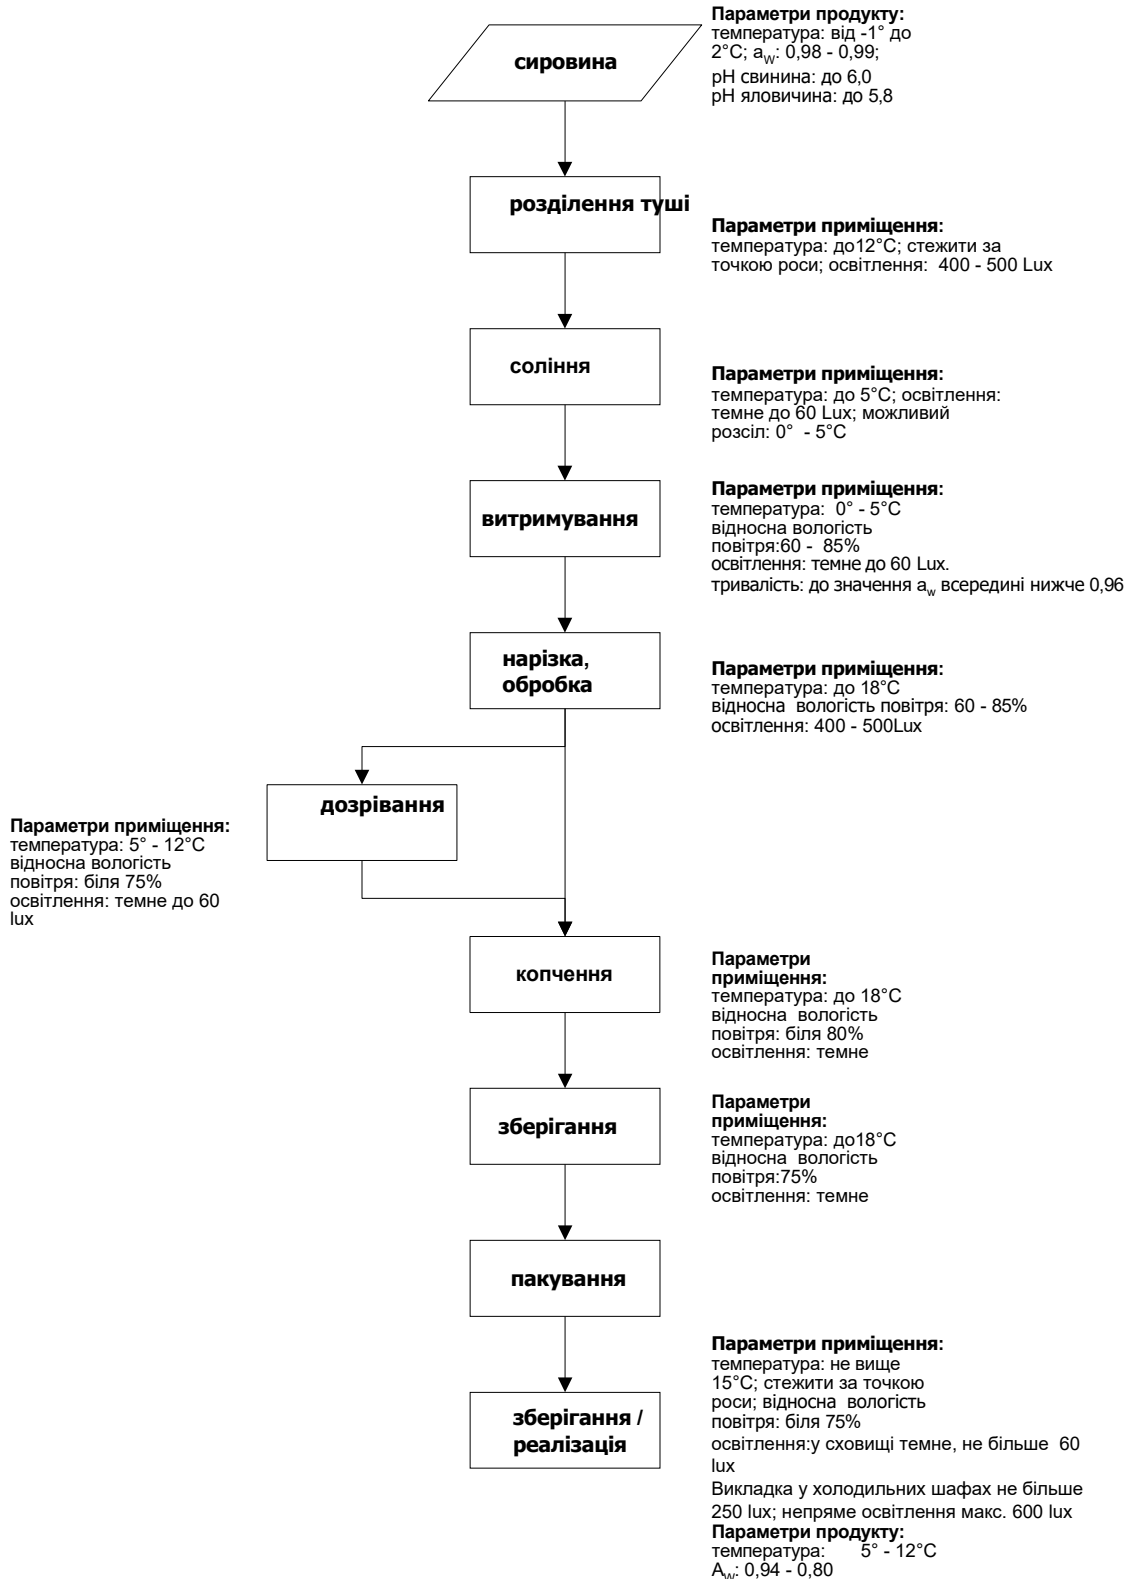 Параметри продукту:
температура: від -1° до
2°C; aw: 0,98 - 0,99;
pH свинина: до 6,0
pH яловичина: до 5,8
сировина
розділення туші
Параметри приміщення:
температура: до12°C; стежити за
точкою роси; освітлення: 400 - 500 Lux
соління
Параметри приміщення:
температура: до 5°C; освітлення:
темне до 60 Lux; можливий
розсіл: 0° - 5°C
витримування
Параметри приміщення:
температура: 0° - 5°C
відносна вологість
повітря:60 - 85%
освітлення: темне до 60 Lux.
тривалість: до значення aw всередині нижче 0,96
нарізка,
обробка
Параметри приміщення:
температура: до 18°C
відносна вологість повітря: 60 - 85%
освітлення: 400 - 500Lux
дозрівання
Параметри приміщення:
температура: 5° - 12°C
відносна вологість
повітря: біля 75%
освітлення: темне до 60
lux
копчення
Параметри
приміщення:
температура: до 18°C
відносна вологість
повітря: біля 80%
освітлення: темне
зберігання
Параметри
приміщення:
температура: до18°C
відносна вологість
повітря:75%
освітлення: темне
пакування
зберігання /
реалізація
Параметри приміщення:
температура: не вище
15°C; стежити за точкою
роси; відносна вологість
повітря: біля 75%
освітлення:у сховищі темне, не більше 60
lux
Викладка у холодильних шафах не більше
250 lux; непряме освітлення макс. 600 lux
Параметри продукту:
температура: 5° - 12°C
Aw: 0,94 - 0,80